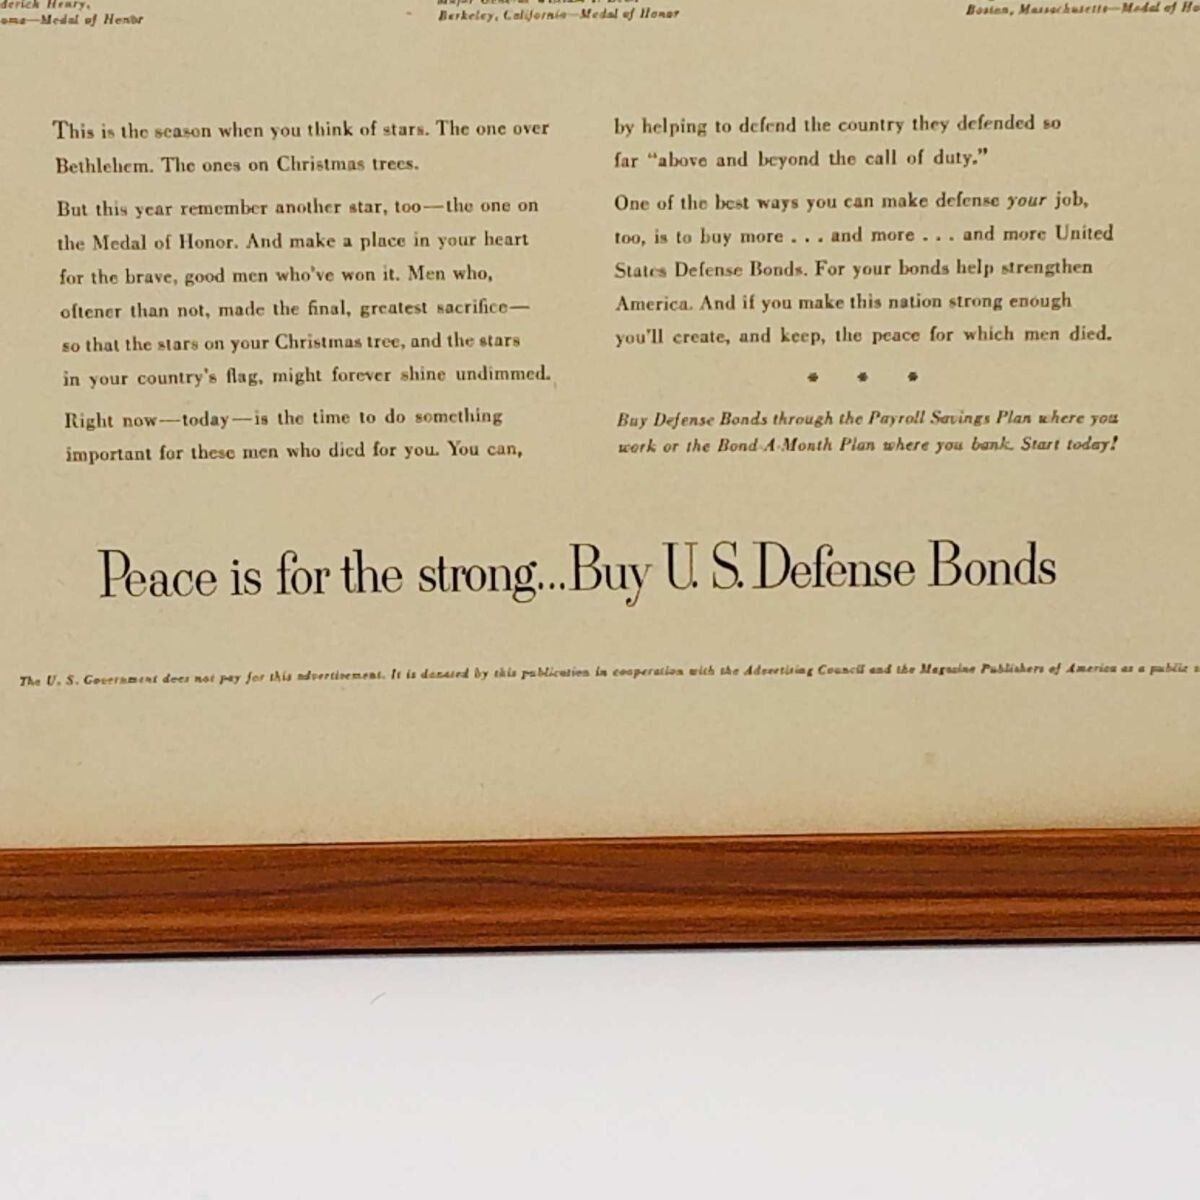 derick Henry,
oma—Medal of Honor
Major General William F. Dean,
Berkeley, California—Medal of Honor
Boston, Massachusetts—Medal of Ho
This is the season when you think of stars. The one over
Bethlehem. The ones on Christmas trees.
But this year remember another star, too—the one on
the Medal of Honor. And make a place in your heart
for the brave, good men who've won it. Men who,
oftener than not, made the final, greatest sacrifice—
so that the stars on your Christmas tree, and the stars
in your country's flag, might forever shine undimmed.
Right now—today—is the time to do something
important for these men who died for you. You can,
by helping to defend the country they defended so
far “above and beyond the call of duty.”
One of the best ways you can make defense your job,
too, is to buy more . . . and more . . . and more United
States Defense Bonds. For your bonds help strengthen
America. And if you make this nation strong enough
you'll create, and keep, the peace for which men died.
* * *
Buy Defense Bonds through the Payroll Savings Plan where you
work or the Bond-A-Month Plan where you bank. Start today!
Peace is for the strong...Buy U. S. Defense Bonds
The U. S. Government does not pay for this advertisement. It is donated by this publication in cooperation with the Advertising Council and the Magazine Publishers of America as a public